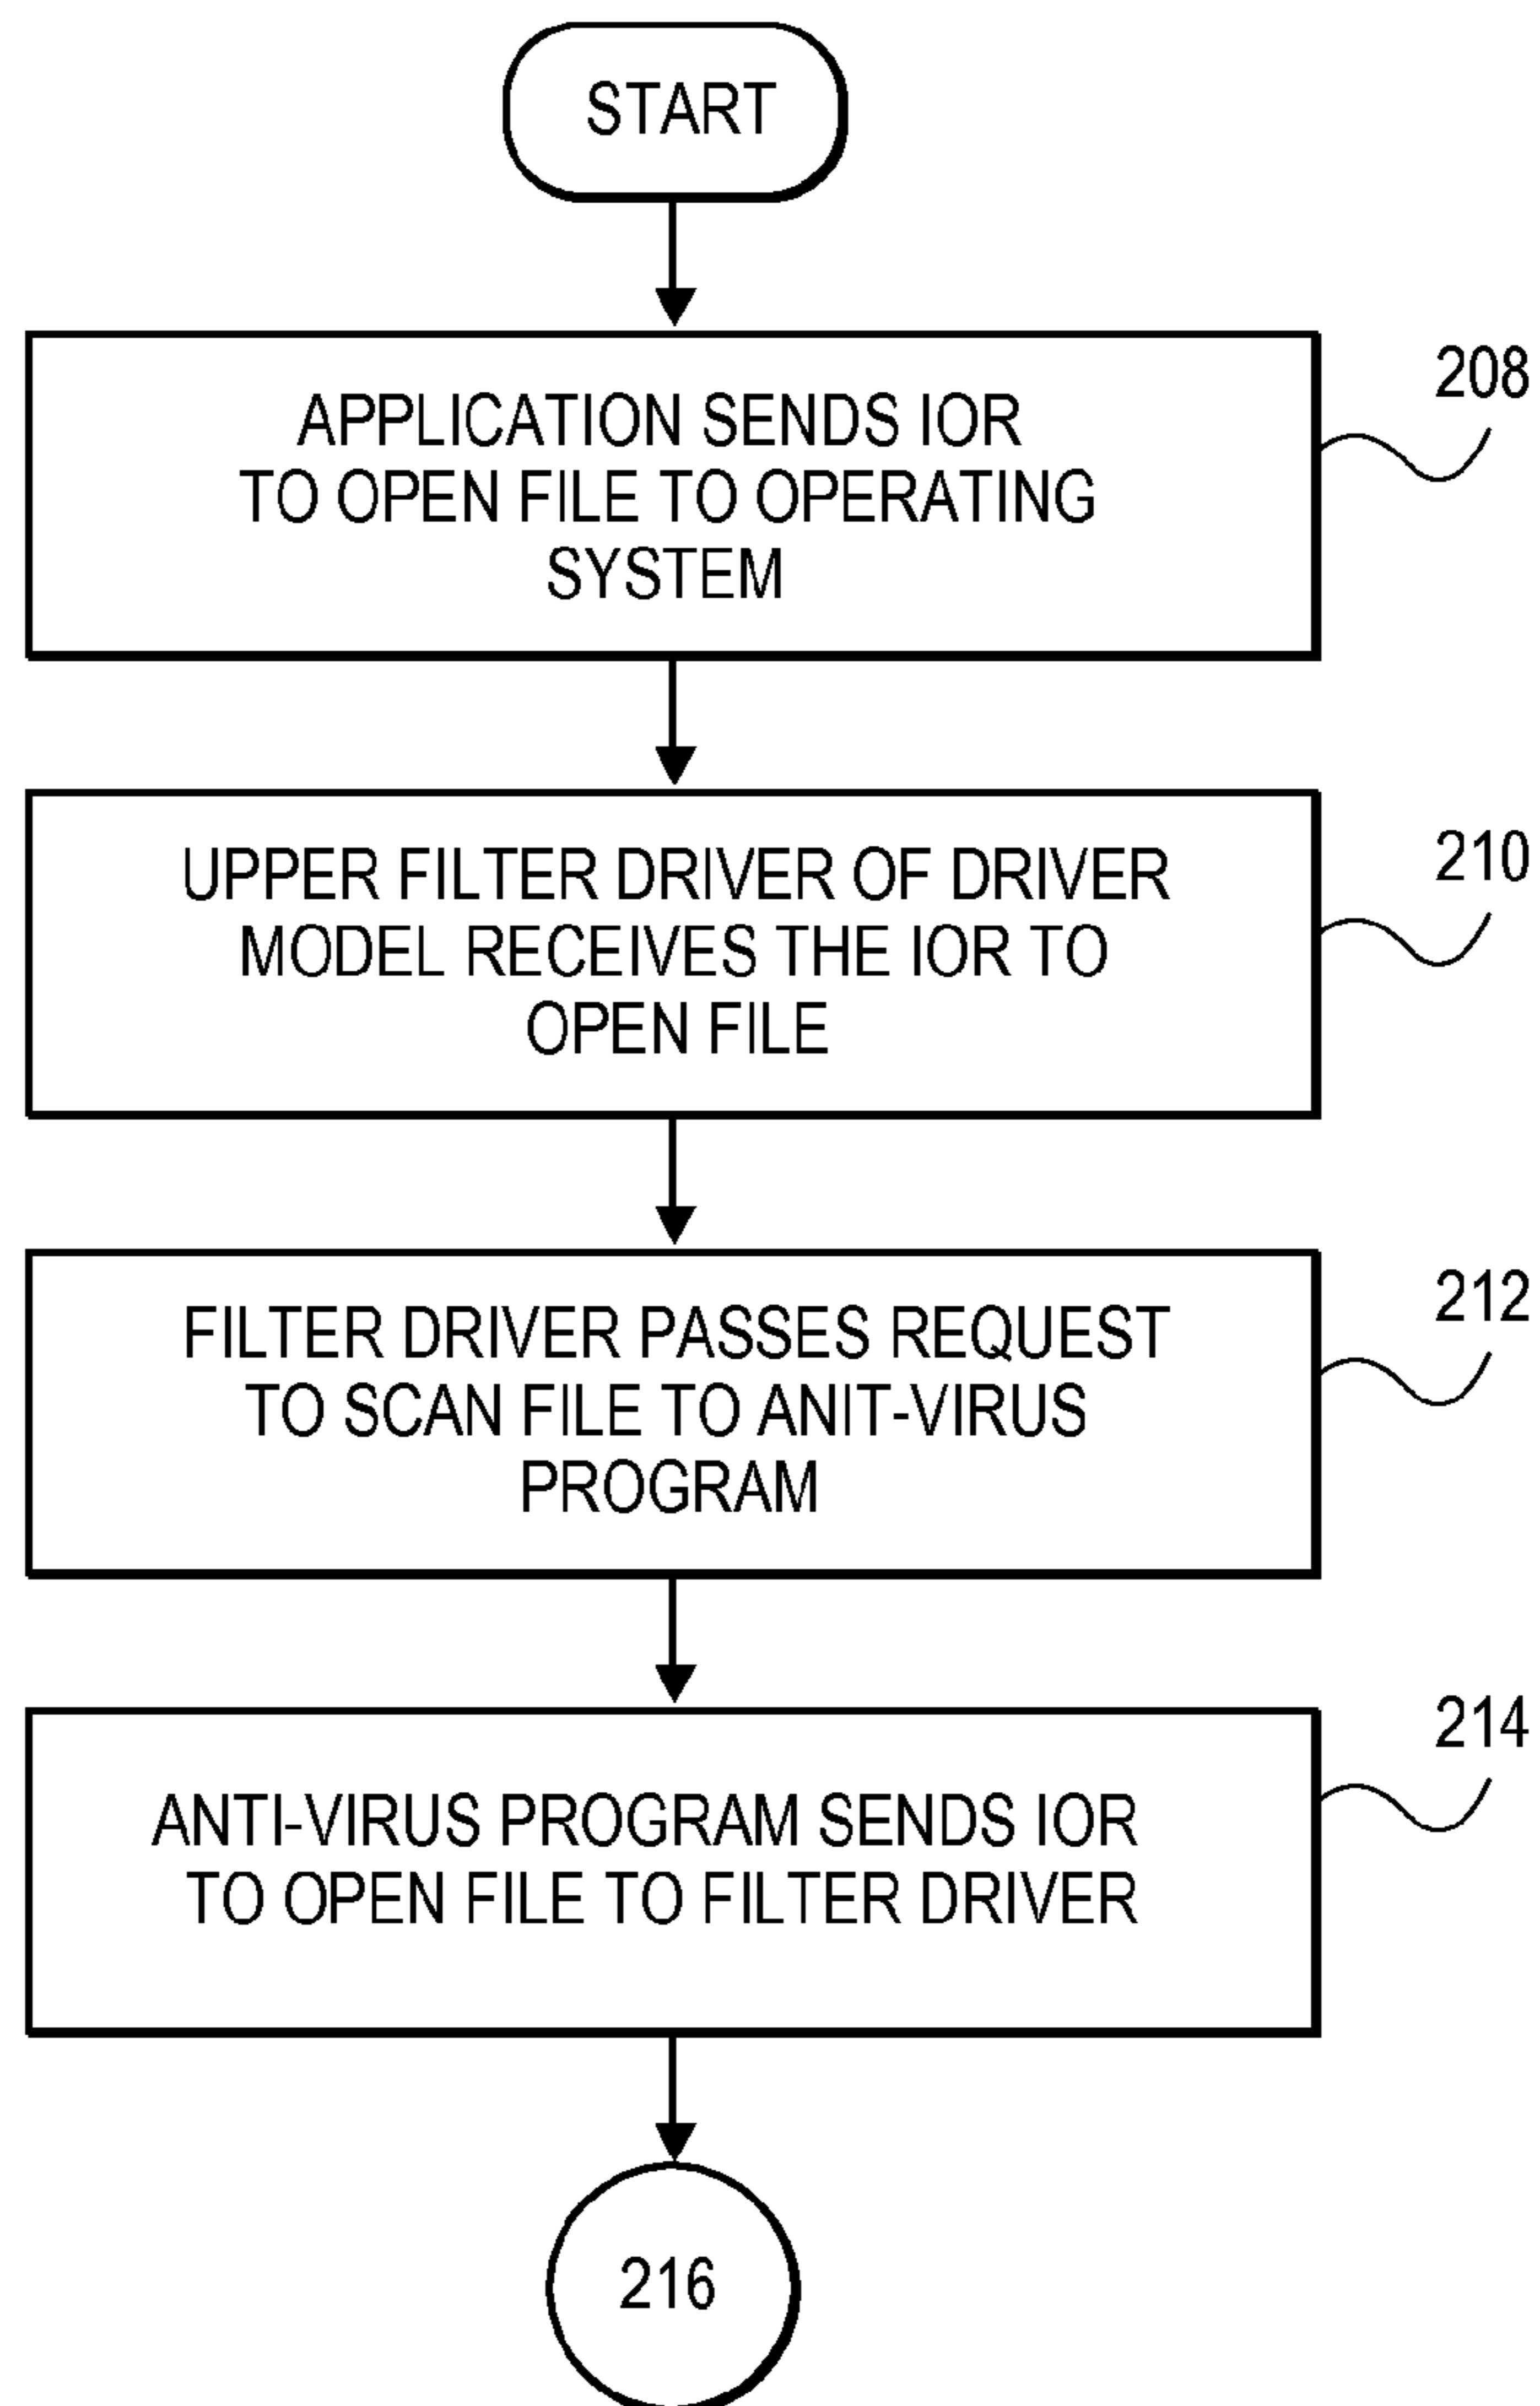 START
208
APPLICATION SENDS IOR
TO OPEN FILE TO OPERATING
SYSTEM
210
UPPER FILTER DRIVER OF DRIVER
MODEL RECEIVES THE IOR TO
OPEN FILE
212
FILTER DRIVER PASSES REQUEST
TO SCAN FILE TO ANIT-VIRUS
PROGRAM
214
ANTI-VIRUS PROGRAM SENDS IOR
TO OPEN FILE TO FILTER DRIVER
216